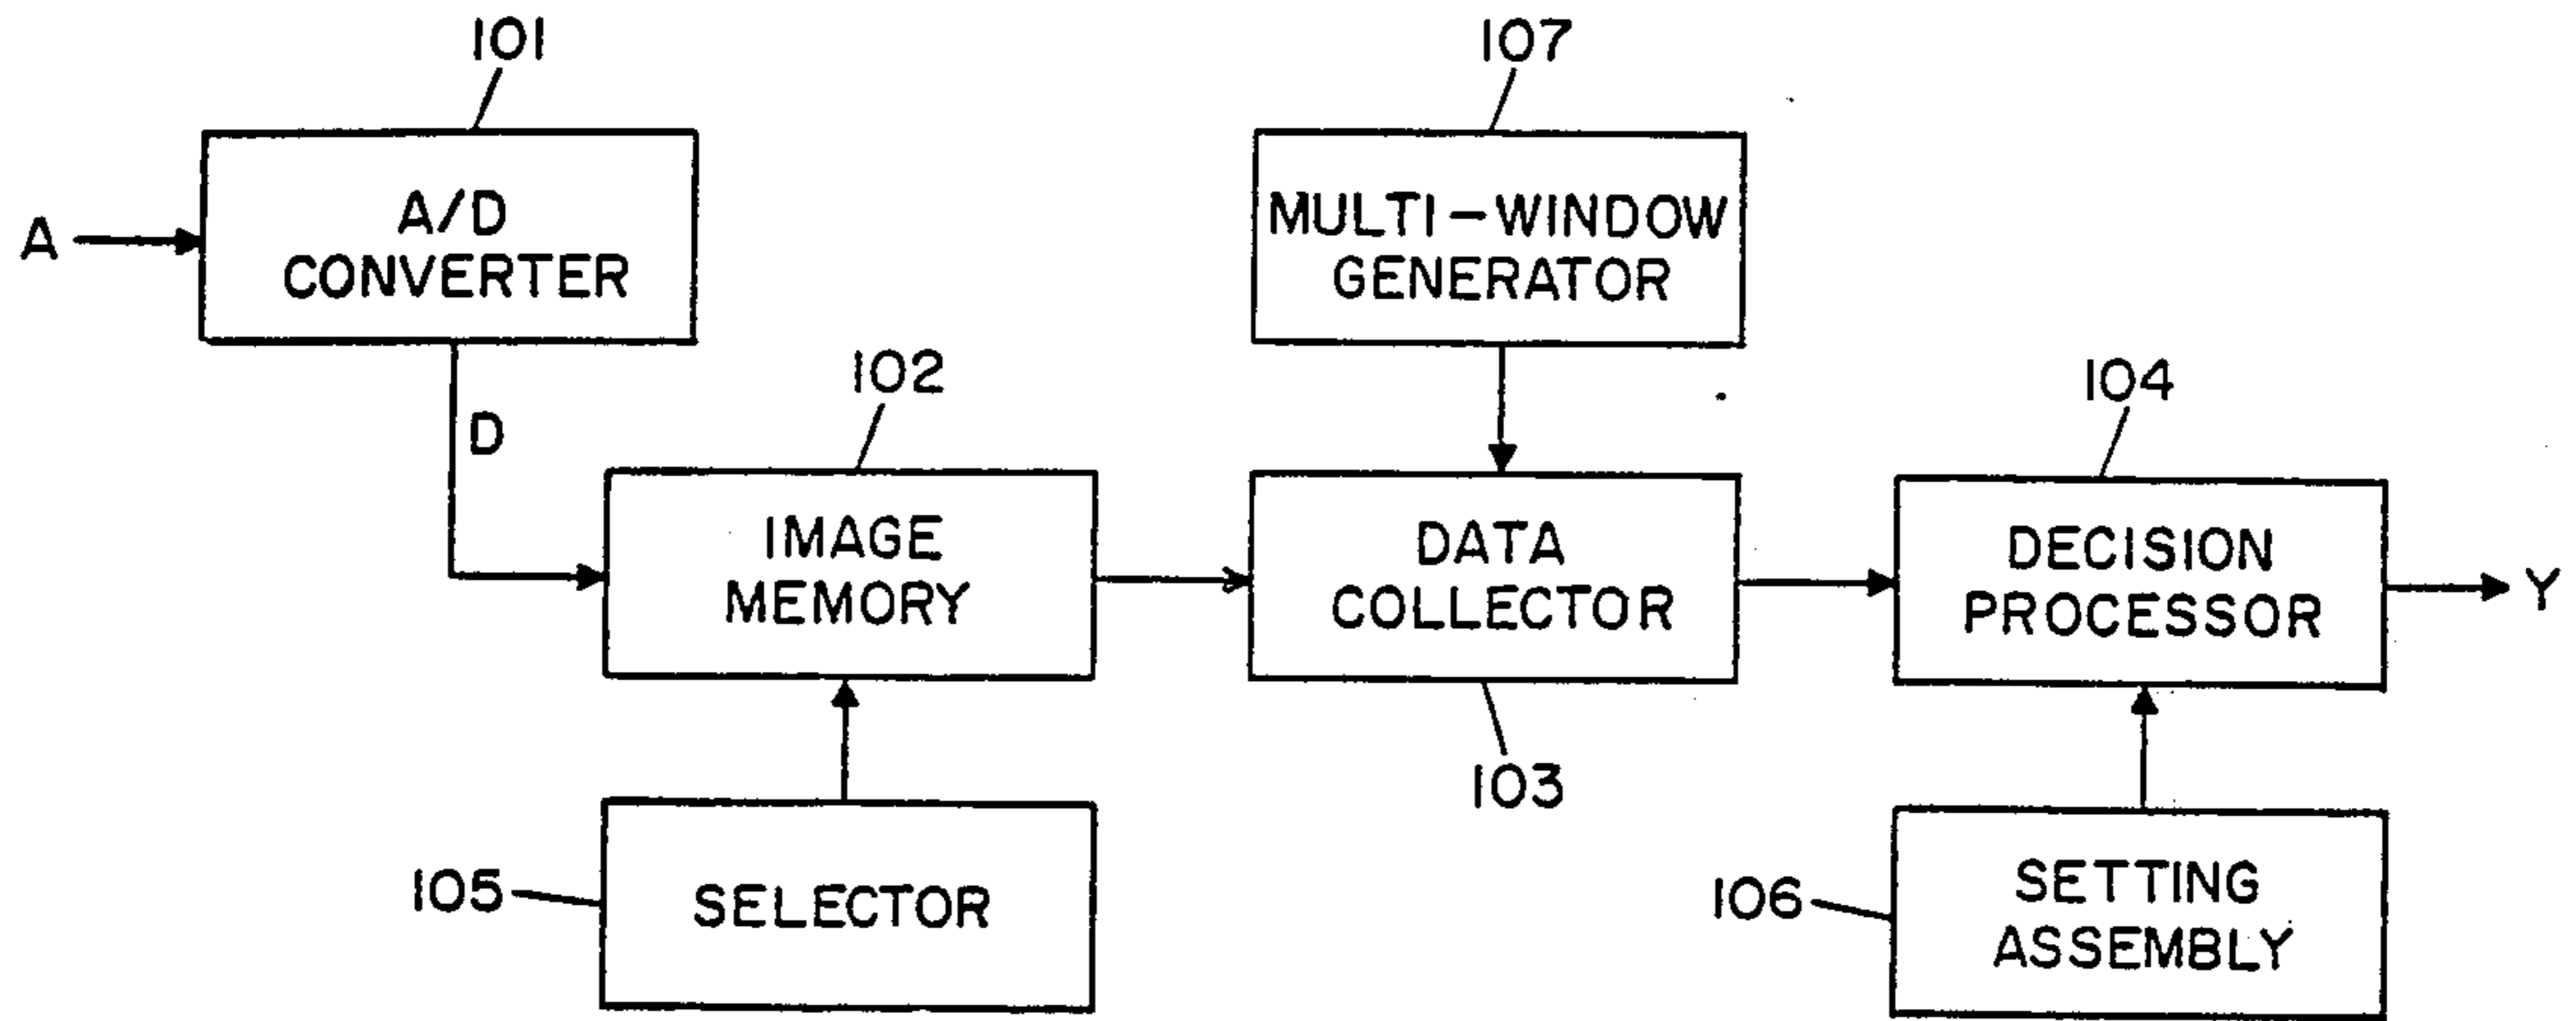 101
107
A
A/D
CONVERTER
MULTI-WINDOW
GENERATOR
D
102
104
IMAGE
MEMORY
DATA
COLLECTOR
DECISION
PROCESSOR
Y
103
105
SELECTOR
106
SETTING
ASSEMBLY